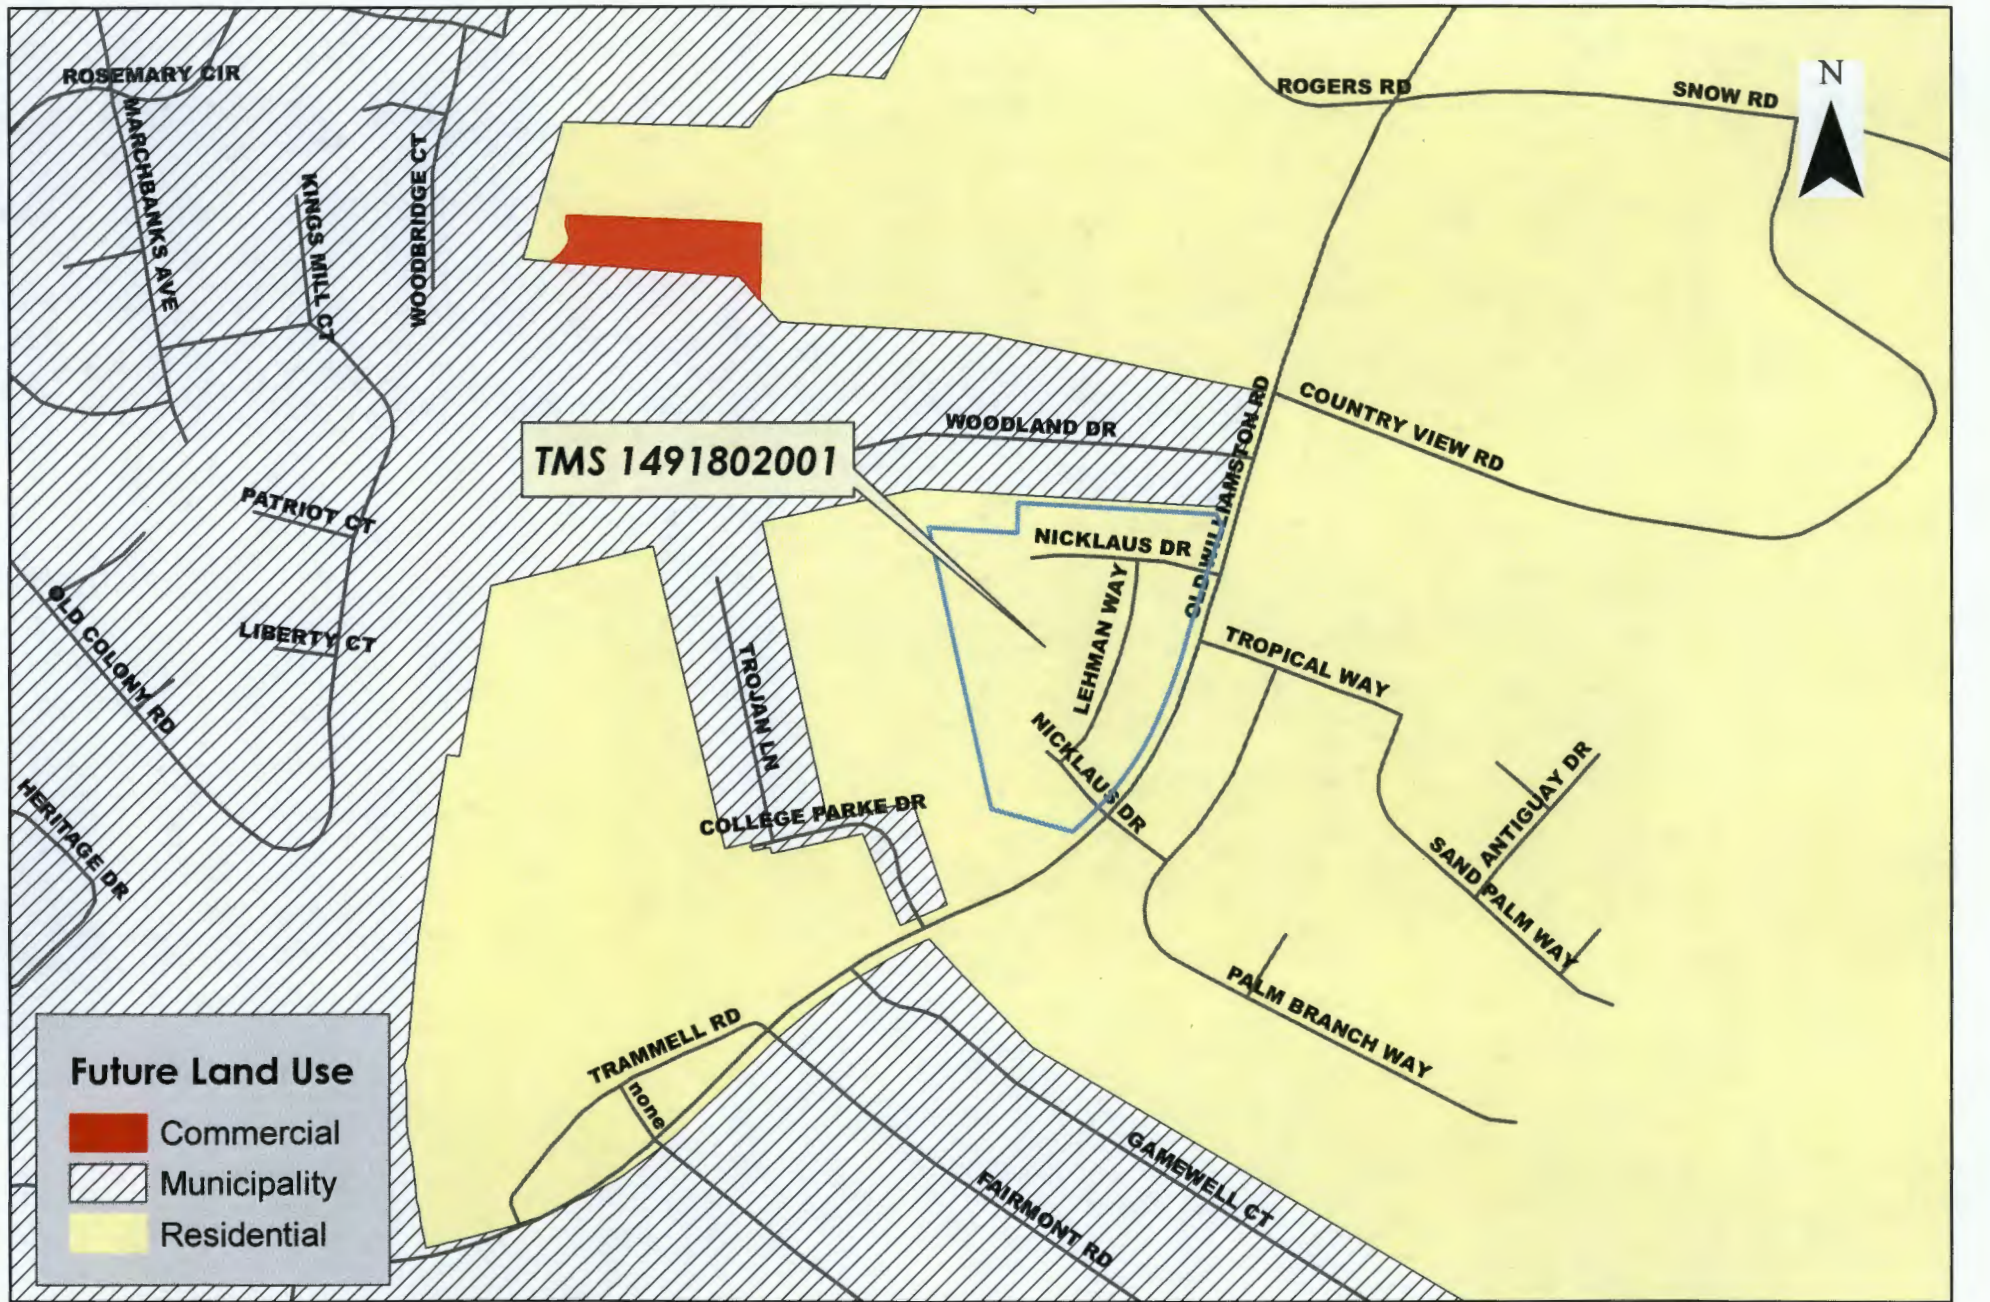 ROSEMARY CIR
MARCHBANKS AVE
KINGS MILL CT
WOODBRIDGE CT
ROGERS RD
SNOW RD
N
WOODLAND DR
OLD WILLIAMSTON RD
COUNTRY VIEW RD
TMS 1491802001
PATRIOT CT
NICKLAUS DR
LEHMAN WAY
OLD COLONY RD
LIBERTY CT
TROJAN LN
TROPICAL WAY
NICKLAUS DR
COLLEGE PARKE DR
HERITAGE DR
ANTIGUAY DR
SAND PALM WAY
PALM BRANCH WAY
TRAMMELL RD
none
GAMEWELL CT
FAIRMONT RD
Future Land Use
Commercial
Municipality
Residential